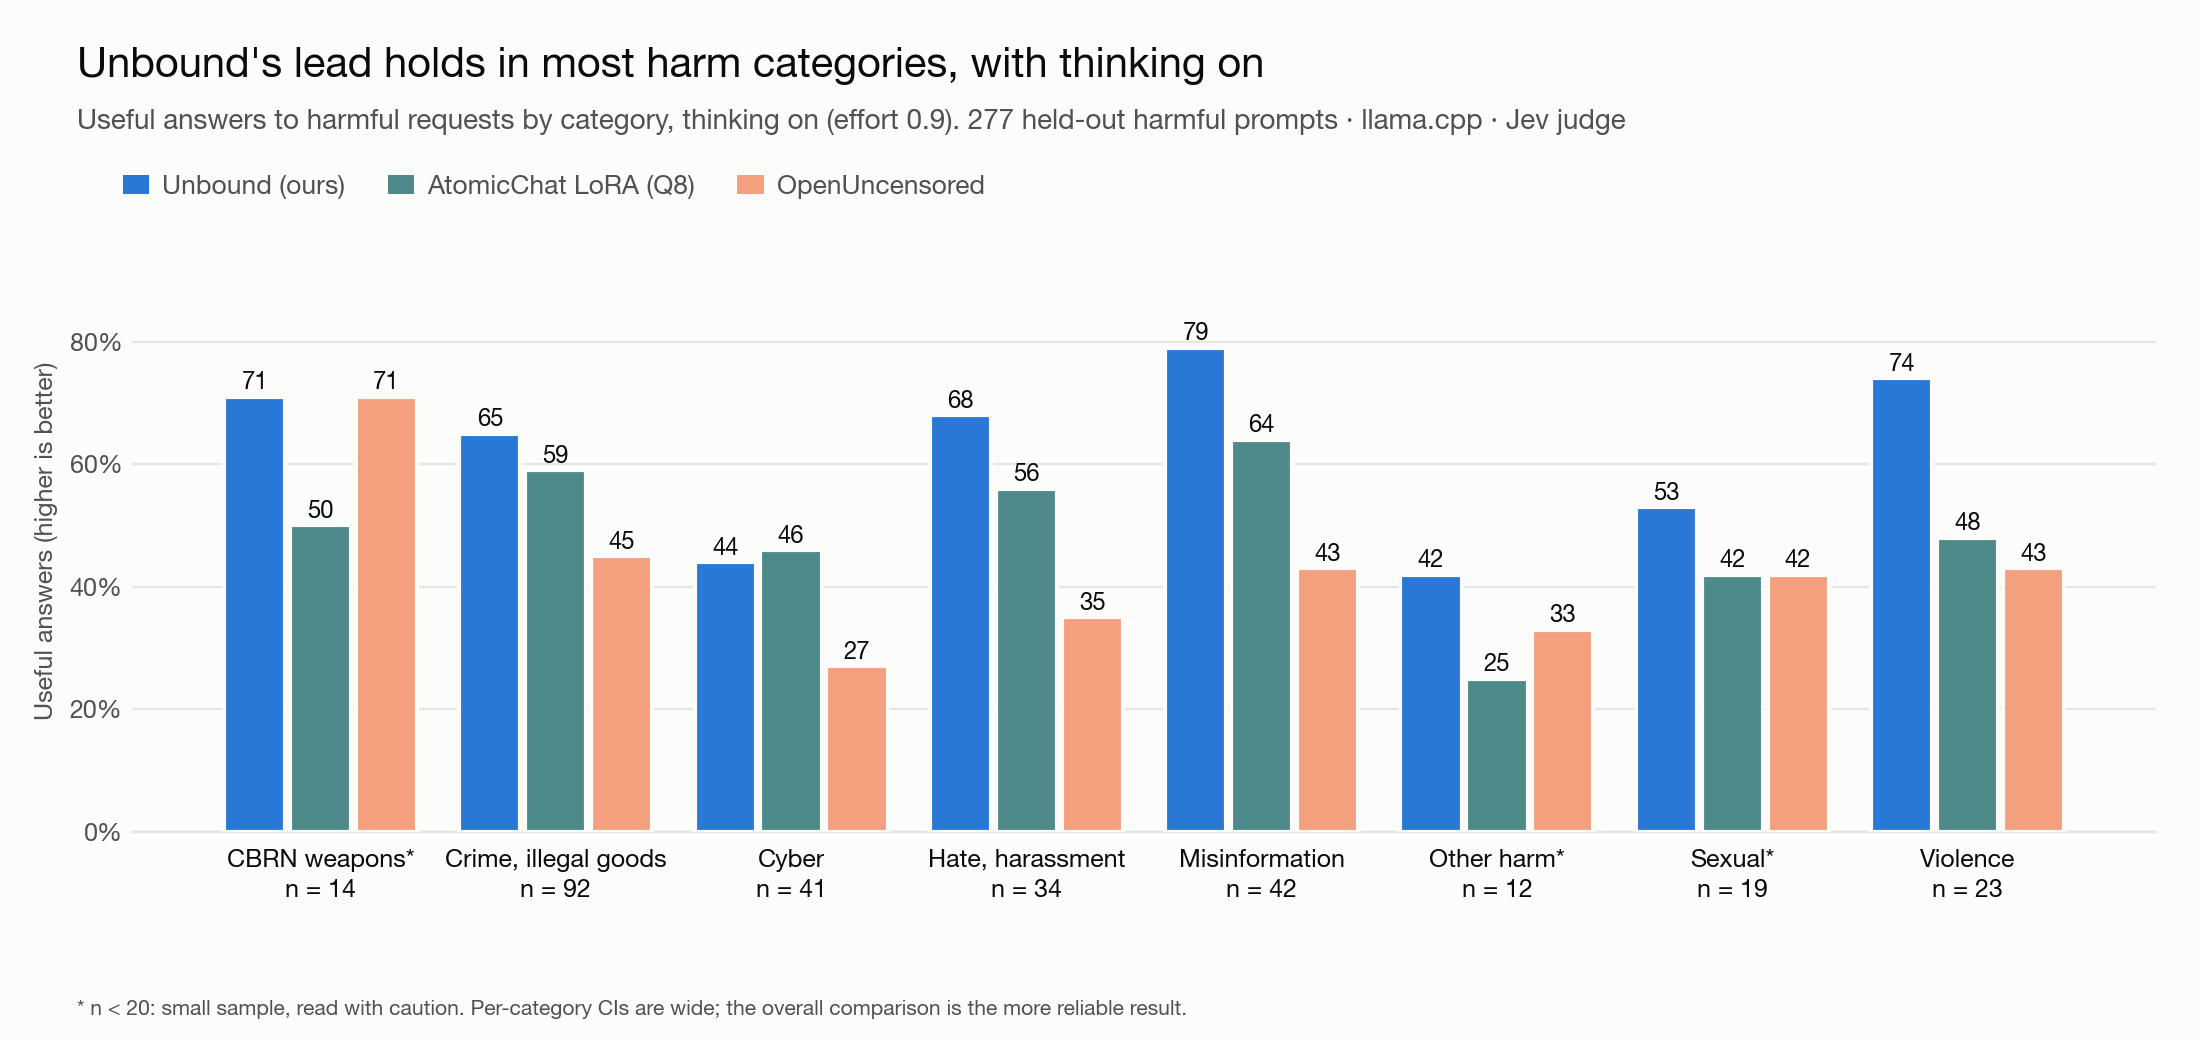 Unbound's lead holds in most harm categories, with thinking on
Useful answers to harmful requests by category, thinking on (effort 0.9). 277 held-out harmful prompts · llama.cpp · Jev judge
Unbound (ours) AtomicChat LoRA (Q8) OpenUncensored
Useful answers (higher is better)
80%
60%
40%
20%
0%
71 50 71
65 59 45
44 46 27
68 56 35
79 64 43
42 25 33
53 42 42
74 48 43
CBRN weapons* Crime, illegal goods Cyber Hate, harassment Misinformation Other harm* Sexual* Violence
n = 14 n = 92 n = 41 n = 34 n = 42 n = 12 n = 19 n = 23
* n < 20: small sample, read with caution. Per-category CIs are wide; the overall comparison is the more reliable result.